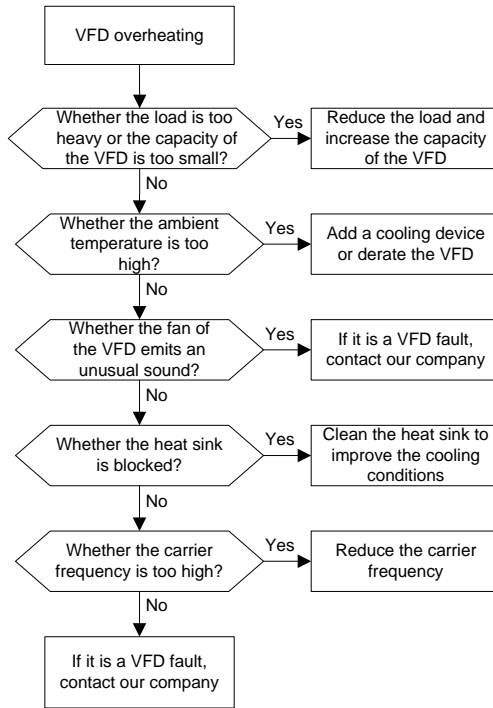 VFD overheating
Whether the load is too
heavy or the capacity of
the VFD is too small?
Yes
Reduce the load and
increase the capacity
of the VFD
No
Whether the ambient
temperature is too
high?
Yes
Add a cooling device
or derate the VFD
No
Whether the fan of
the VFD emits an
unusual sound?
Yes
If it is a VFD fault,
contact our company
No
Whether the heat sink
is blocked?
Yes
Clean the heat sink to
improve the cooling
conditions
No
Whether the carrier
frequency is too high?
Yes
Reduce the carrier
frequency
No
If it is a VFD fault,
contact our company